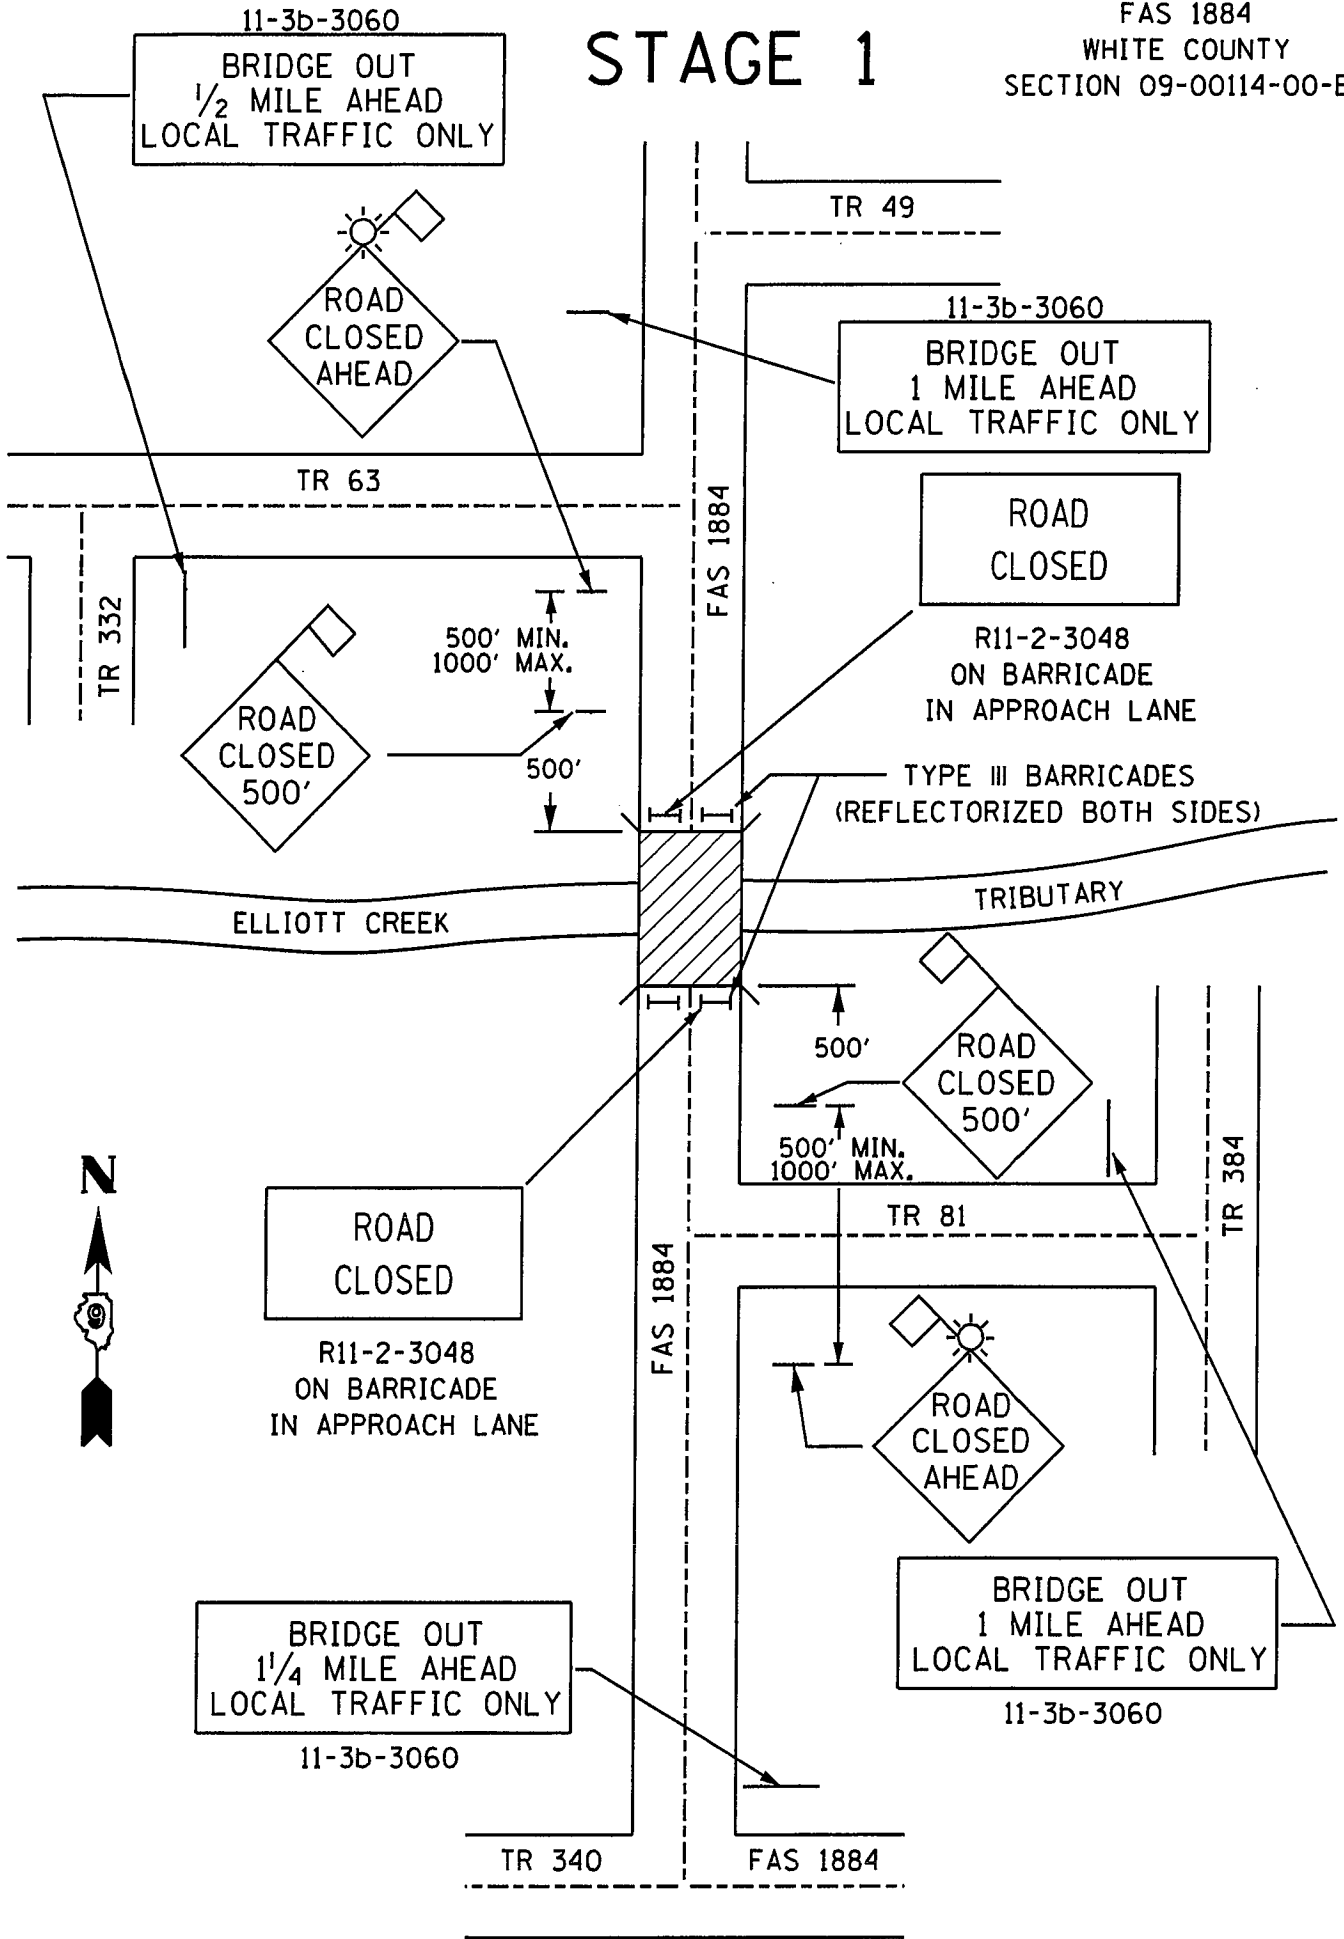 11-3b-3060
BRIDGE OUT
1/2 MILE AHEAD
LOCAL TRAFFIC ONLY
STAGE 1
FAS 1884
WHITE COUNTY
SECTION 09-00114-00-B
TR 49
ROAD
CLOSED
AHEAD
11-3b-3060
BRIDGE OUT
1 MILE AHEAD
LOCAL TRAFFIC ONLY
TR 63
FAS 1884
ROAD
CLOSED
R11-2-3048
ON BARRICADE
IN APPROACH LANE
TR 332
500' MIN.
1000' MAX.
ROAD
CLOSED
500'
500'
TYPE III BARRICADES
(REFLECTORIZED BOTH SIDES)
ELLIOTT CREEK
TRIBUTARY
500'
ROAD
CLOSED
500'
500' MIN.
1000' MAX.
TR 384
TR 81
N
9
ROAD
CLOSED
R11-2-3048
ON BARRICADE
IN APPROACH LANE
FAS 1884
ROAD
CLOSED
AHEAD
BRIDGE OUT
1 MILE AHEAD
LOCAL TRAFFIC ONLY
11-3b-3060
BRIDGE OUT
1 1/4 MILE AHEAD
LOCAL TRAFFIC ONLY
11-3b-3060
TR 340
FAS 1884